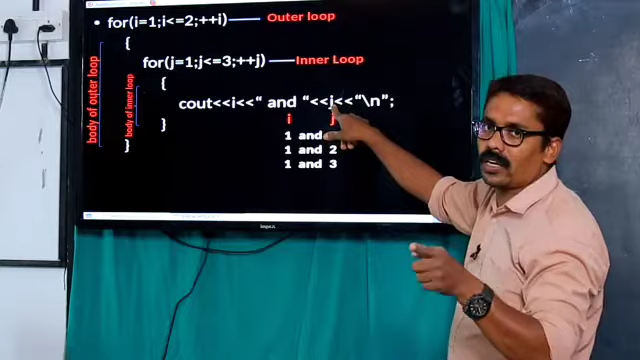 • for(i=1;i<=2;++i) Outer loop
{
for(j=1;j<=3;++j) Inner Loop
{
cout<<i<<“ and “<<j<<“\n”;
}
}
body of outer loop
body of inner loop
i j
1 and
1 and 2
1 and 3